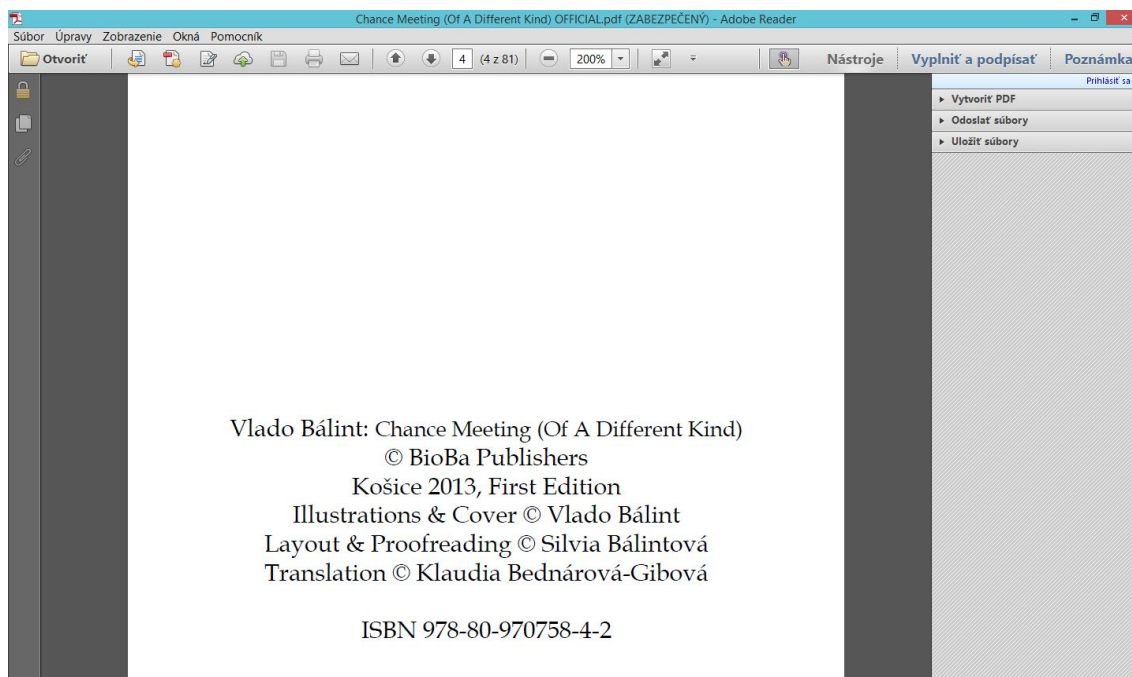 Chance Meeting (Of A Different Kind) OFFICIAL.pdf (ZABEZPEČENÝ) - Adobe Reader
Súbor Úpravy Zobrazenie Okná Pomocník
Otvoriť 4 (4 z 81) 200% Nástroje Vyplniť a podpísať Poznámka
Prihlásiť sa
Vytvoriť PDF
Odoslať súbory
Uložiť súbory
Vlado Bálint: Chance Meeting (Of A Different Kind)
© BioBa Publishers
Košice 2013, First Edition
Illustrations & Cover © Vlado Bálint
Layout & Proofreading © Silvia Bálintová
Translation © Klaudia Bednárová-Gibová
ISBN 978-80-970758-4-2